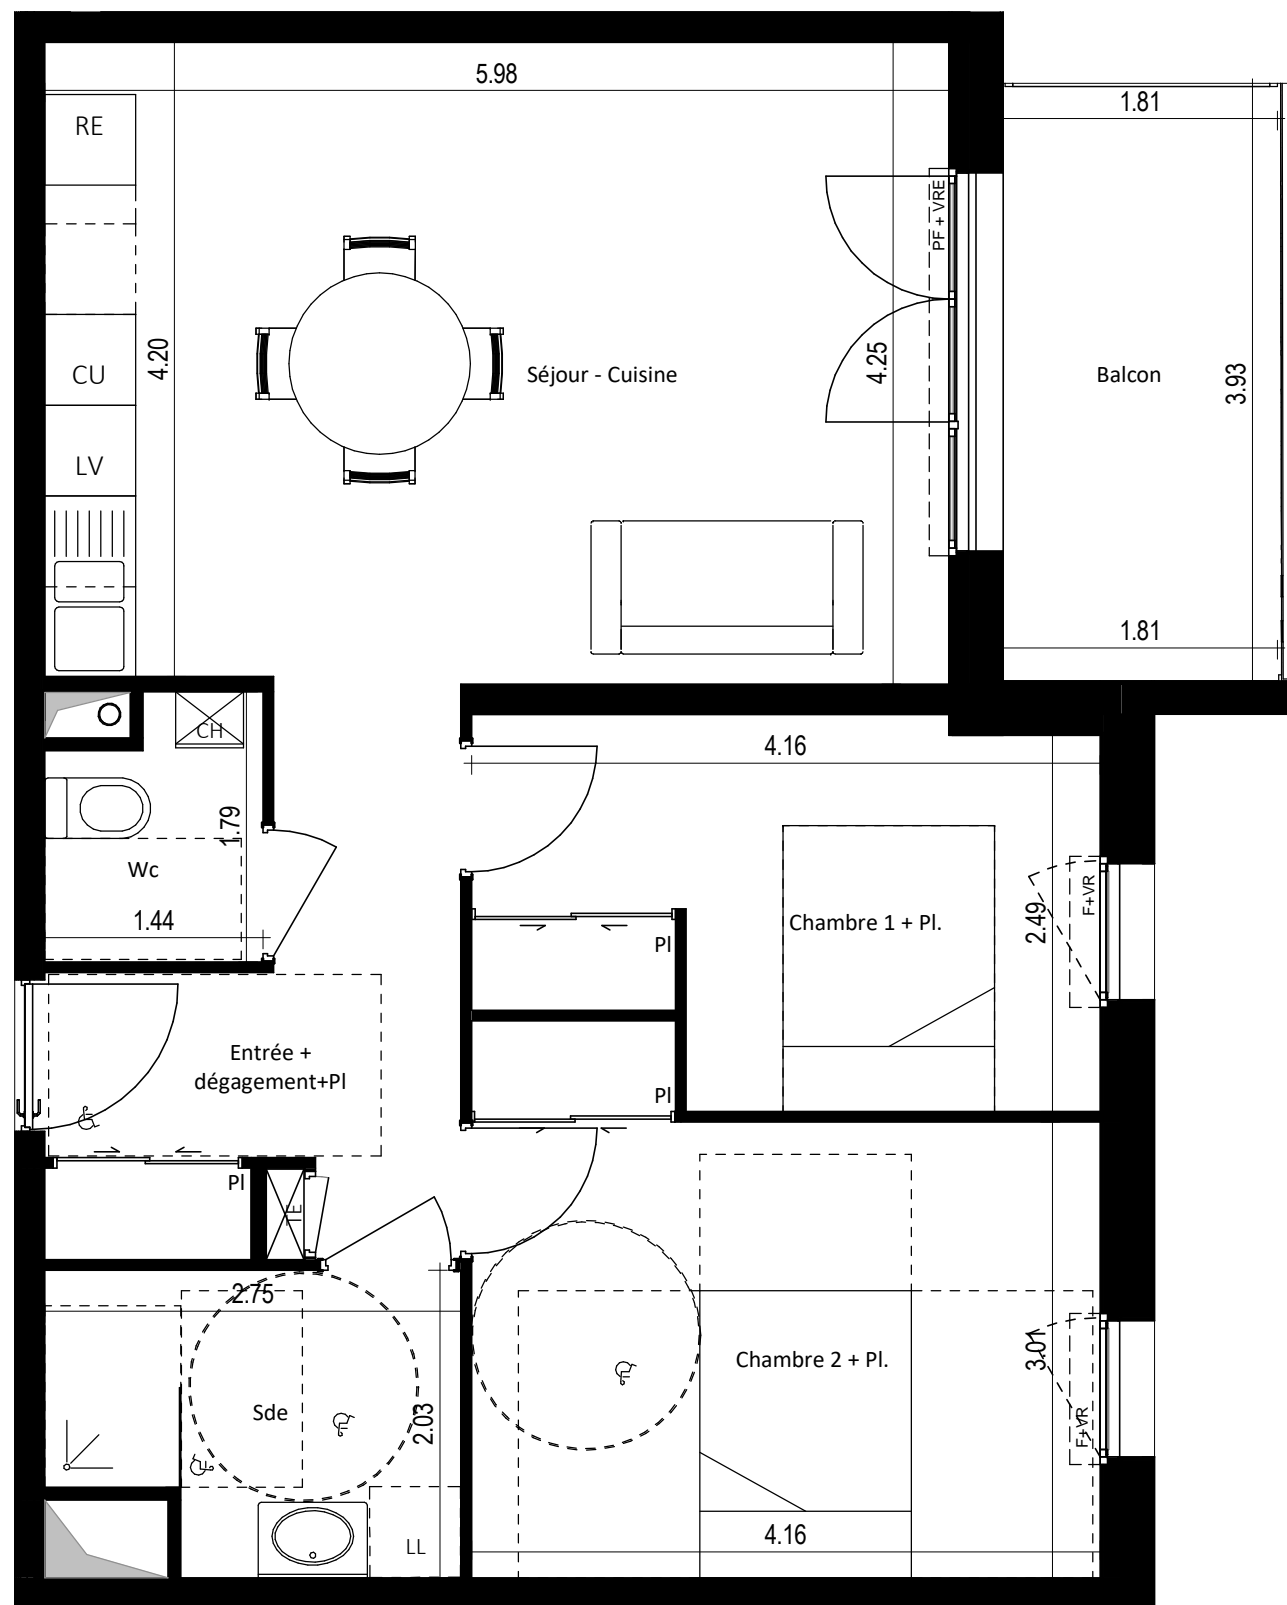 5.98
1.81
RE
PF + VRE
4.20
4.25
CU
Séjour - Cuisine
Balcon
3.93
LV
1.81
CH
4.16
1.79
Wc
1.44
F+VR
2.49
Chambre 1 + Pl.
Pl
Entrée +
dégagement+Pl
Pl
Pl
TE
2.75
3.01
Chambre 2 + Pl.
Sde
2.03
F+VR
LL
4.16